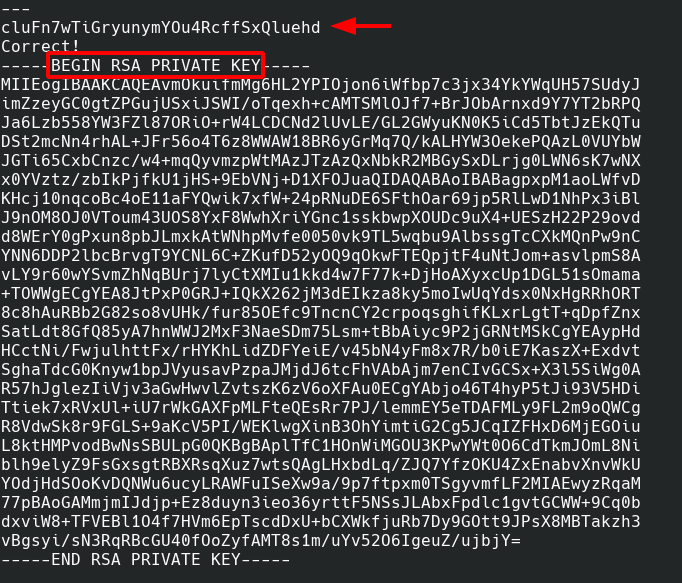 ---
cluFn7wTiGryunymYOu4RcffSxQluehd
Correct!
-----BEGIN RSA PRIVATE KEY-----
MIIEogIBAAKCAQEAvmOkuifmMg6HL2YPIOjon6iWfbp7c3jx34YkYWqUH57SUdyJ
imZzeyGC0gtZPGujUSxiJSWI/oTqexh+cAMTSMlOJf7+BrJObArnxd9Y7YT2bRPQ
Ja6Lzb558YW3FZl87ORiO+rW4LCDCNd2lUvLE/GL2GWyuKN0K5iCd5TbtJzEkQTu
DSt2mcNn4rhAL+JFr56o4T6z8WWAW18BR6yGrMq7Q/kALHYW3OekePQAzL0VUYbW
JGTi65CxbCnzc/w4+mqQyvmzpWtMAzJTzAzQxNbkR2MBGySxDLrjg0LWN6sK7wNX
x0YVztz/zbIkPjfkU1jHS+9EbVNj+D1XFOJuaQIDAQABAoIBABagpxpM1aoLWfvD
KHcj10nqcoBc4oE11aFYQwik7xfW+24pRNuDE6SFthOar69jp5RlLwD1NhPx3iBl
J9nOM8OJ0VToum43UOS8YxF8WwhXriYGnc1sskbwpXOUDc9uX4+UESzH22P29ovd
d8WErY0gPxun8pbJLmxkAtWNhpMvfe0050vk9TL5wqbu9AlbssgTcCXkMQnPw9nC
YNN6DDP2lbcBrvgT9YCNL6C+ZKufD52yOQ9qOkwFTEQpjtF4uNtJom+asvlpmS8A
vLY9r60wYSvmZhNqBUrj7lyCtXMIu1kkd4w7F77k+DjHoAXyxcUp1DGL51sOmama
+TOWWgECgYEA8JtPxP0GRJ+IQkX262jM3dEIkza8ky5moIwUqYdsx0NxHgRRhORT
8c8hAuRBb2G82so8vUHk/fur85OEfc9TncnCY2crpoqsghifKLxrLgtT+qDpfZnx
SatLdt8GfQ85yA7hnWWJ2MxF3NaeSDm75Lsm+tBbAiyc9P2jGRNtMSkCgYEAypHd
HCctNi/FwjulhttFx/rHYKhLidZDFYeiE/v45bN4yFm8x7R/b0iE7KaszX+Exdvt
SghaTdcG0Knyw1bpJVyusavPzpaJMjdJ6tcFhVAbAjm7enCIvGCSx+X3l5SiWg0A
R57hJglezIiVjv3aGwHwvlZvtszK6zV6oXFAu0ECgYAbjo46T4hyP5tJi93V5HDi
Ttiek7xRVxUl+iU7rWkGAXFpMLFteQEsRr7PJ/lemmEY5eTDAFMLy9FL2m9oQWCg
R8VdwSk8r9FGLS+9aKcV5PI/WEKlwgXinB3OhYimtiG2Cg5JCqIZFHxD6MjEGOiu
L8ktHMPvodBwNsSBULpG0QKBgBAplTfC1HOnWiMGOU3KPwYWt0O6CdTkmJOmL8Ni
blh9elyZ9FsGxsgtRBXRsqXuz7wtsQAgLHxbdLq/ZJQ7YfzOKU4ZxEnabvXnvWkU
YOdjHdSOoKvDQNWu6ucyLRAWFuISeXw9a/9p7ftpxm0TSgyvmfLF2MIAEwyzRqaM
77pBAoGAMmjmIJdjp+Ez8duyn3ieo36yrttF5NSsJLAbxFpdlc1gvtGCWW+9Cq0b
dxviW8+TFVEBl1O4f7HVm6EpTscdDxU+bCXWkfjuRb7Dy9GOtt9JPsX8MBTakzh3
vBgsyi/sN3RqRBcGU40fOoZyfAMT8s1m/uYv52O6IgeuZ/ujbjY=
-----END RSA PRIVATE KEY-----